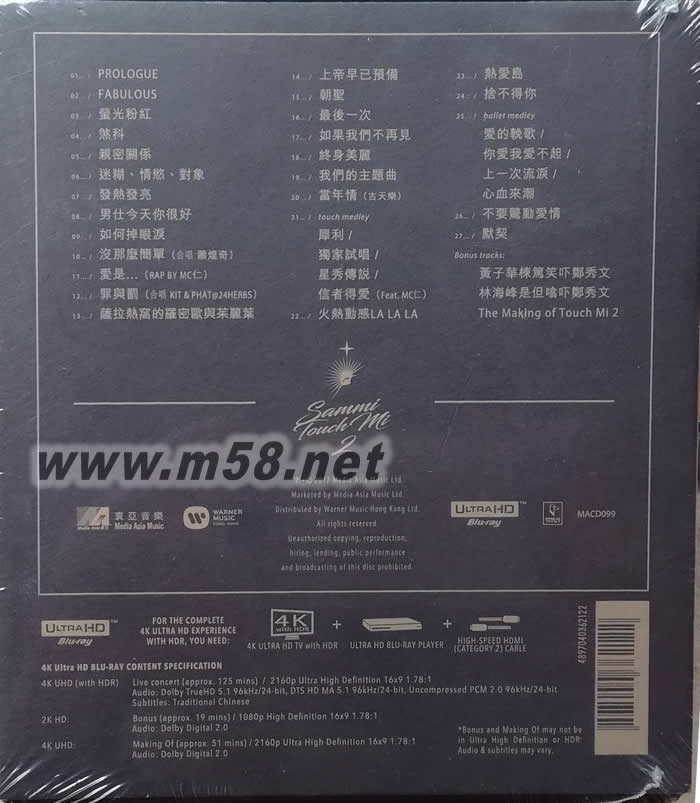 01.../ PROLOGUE
02.../ FABULOUS
03.../ 螢光粉紅
04.../ 煞科
05.../ 親密關係
06.../ 迷糊、情慾、對象
07.../ 發熱發亮
08.../ 男仕今天你很好
09.../ 如何掉眼淚
10.../ 沒那麼簡單 (合唱 蕭煌奇)
11.../ 愛是... (RAP BY MC仁)
12.../ 罪與罰 (合唱 KIT & PHAT@24HERBS)
13.../ 薩拉熱窩的羅密歐與茱麗葉
14.../ 上帝早已預備
15.../ 朝聖
16.../ 最後一次
17.../ 如果我們不再見
18.../ 終身美麗
19.../ 我們的主題曲
20.../ 當年情 (古天樂)
21.../ touch medley
犀利 /
獨家試唱 /
星秀傳說 /
信者得愛 (Feat. MC仁)
22.../ 火熱動感LA LA LA
23.../ 熱愛島
24.../ 捨不得你
25.../ ballet medley
愛的輓歌 /
你愛我愛不起 /
上一次流淚 /
心血來潮
26.../ 不要驚動愛情
27.../ 默契
Bonus tracks:
黃子華棟篤笑吓鄭秀文
林海峰是但噏吓鄭秀文
The Making of Touch Mi 2
Sammi
Touch Mi
2
www.m58.net
2017 Media Asia Music Ltd.
Marketed by Media Asia Music Ltd.
Distributed by Warner Music Hong Kong Ltd.
All rights reserved
Unauthorized copying, reproduction,
hiring, lending, public performance
and broadcasting of this disc prohibited.
寰亞音樂
Media Asia Music
WARNER
MUSIC
HONG KONG
ULTRA HD
Blu-ray
MACD099
ULTRA HD
Blu-ray
FOR THE COMPLETE
4K ULTRA HD EXPERIENCE
WITH HDR, YOU NEED:
4K
with HDR
4K ULTRA HD TV with HDR
+
ULTRA HD BLU-RAY PLAYER
+
HIGH-SPEED HDMI
(CATEGORY 2) CABLE
4K Ultra HD BLU-RAY CONTENT SPECIFICATION
4K UHD (with HDR) Live concert (approx. 125 mins) / 2160p Ultra High Definition 16x9 1.78:1
Audio: Dolby TrueHD 5.1 96kHz/24-bit, DTS HD MA 5.1 96kHz/24-bit, Uncompressed PCM 2.0 96kHz/24-bit
Subtitles: Traditional Chinese
2K HD: Bonus (approx. 19 mins) / 1080p High Definition 16x9 1.78:1
Audio: Dolby Digital 2.0
4K UHD: Making Of (approx. 51 mins) / 2160p Ultra High Definition 16x9 1.78:1
Audio: Dolby Digital 2.0
*Bonus and Making Of may not be
in Ultra High Definition or HDR.
Audio & subtitles may vary.
4897040362122